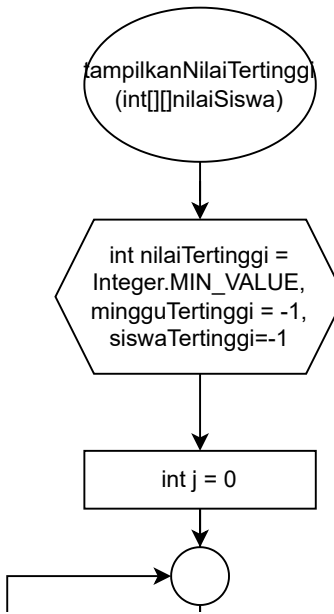 tampilkanNilaiTertinggi
(int[][]nilaiSiswa)
int nilaiTertinggi =
Integer.MIN_VALUE,
mingguTertinggi = -1,
siswaTertinggi=-1
int j = 0